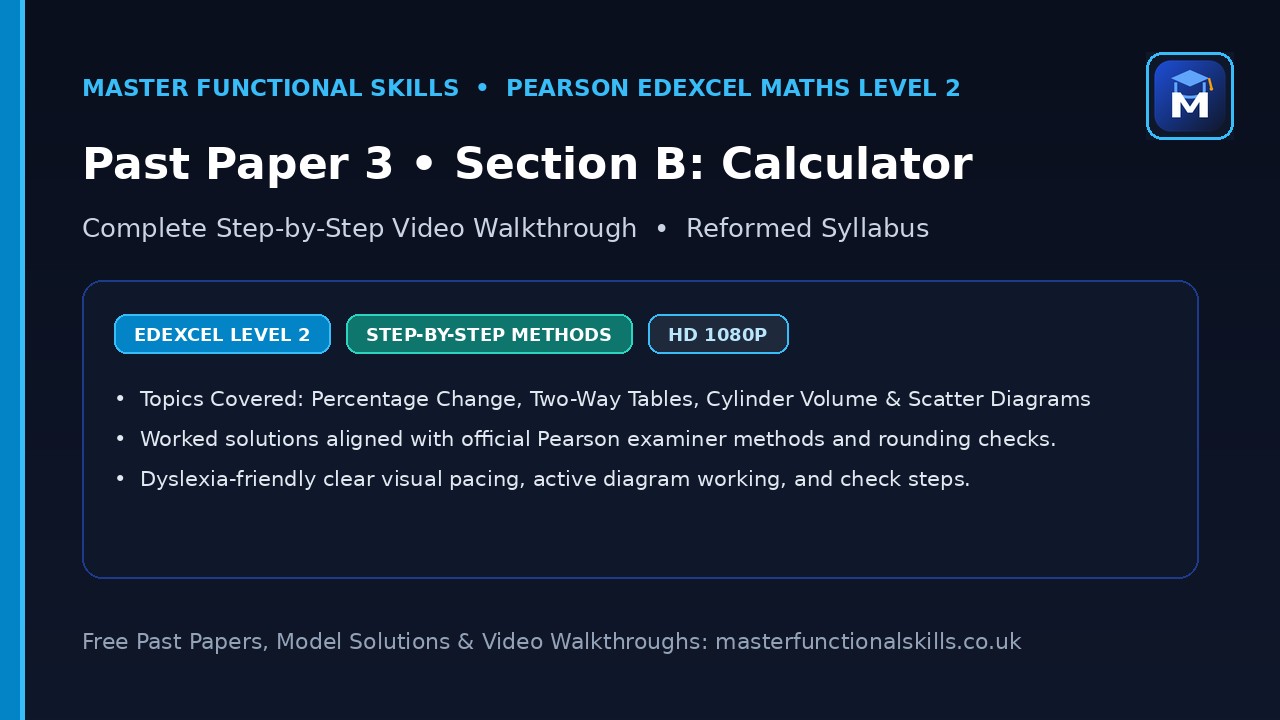 MASTER FUNCTIONAL SKILLS • PEARSON EDEXCEL MATHS LEVEL 2
M
Past Paper 3 • Section B: Calculator
Complete Step-by-Step Video Walkthrough • Reformed Syllabus
EDEXCEL LEVEL 2 STEP-BY-STEP METHODS HD 1080P
• Topics Covered: Percentage Change, Two-Way Tables, Cylinder Volume & Scatter Diagrams
• Worked solutions aligned with official Pearson examiner methods and rounding checks.
• Dyslexia-friendly clear visual pacing, active diagram working, and check steps.
Free Past Papers, Model Solutions & Video Walkthroughs: masterfunctionalskills.co.uk